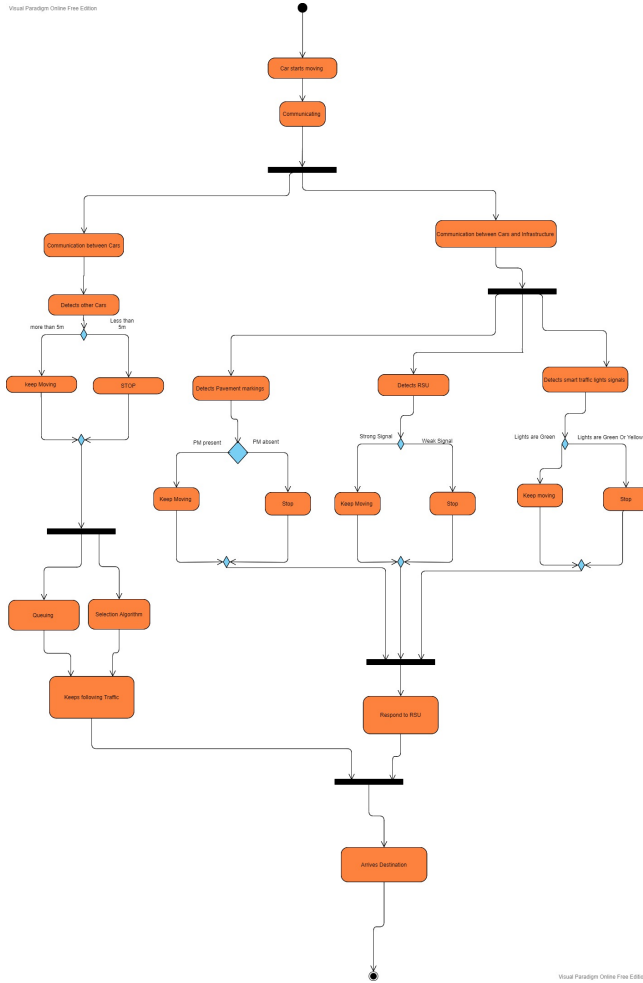 Visual Paradigm Online Free Edition
Car starts moving
Communicating
Communication between Cars
Communication between Cars and Infrastructure
Detects other Cars
more than 5m
Less than
5m
keep Moving
STOP
Detects Pavement markings
Detects RSU
Detects smart traffic lights signals
PM present
PM absent
Strong Signal
Weak Signal
Lights are Green
Lights are Green Or Yellow
Keep Moving
Stop
Keep Moving
Stop
Keep moving
Stop
Queuing
Selection Algorithm
Keeps following Traffic
Respond to RSU
Arrives Destination
Visual Paradigm Online Free Editio